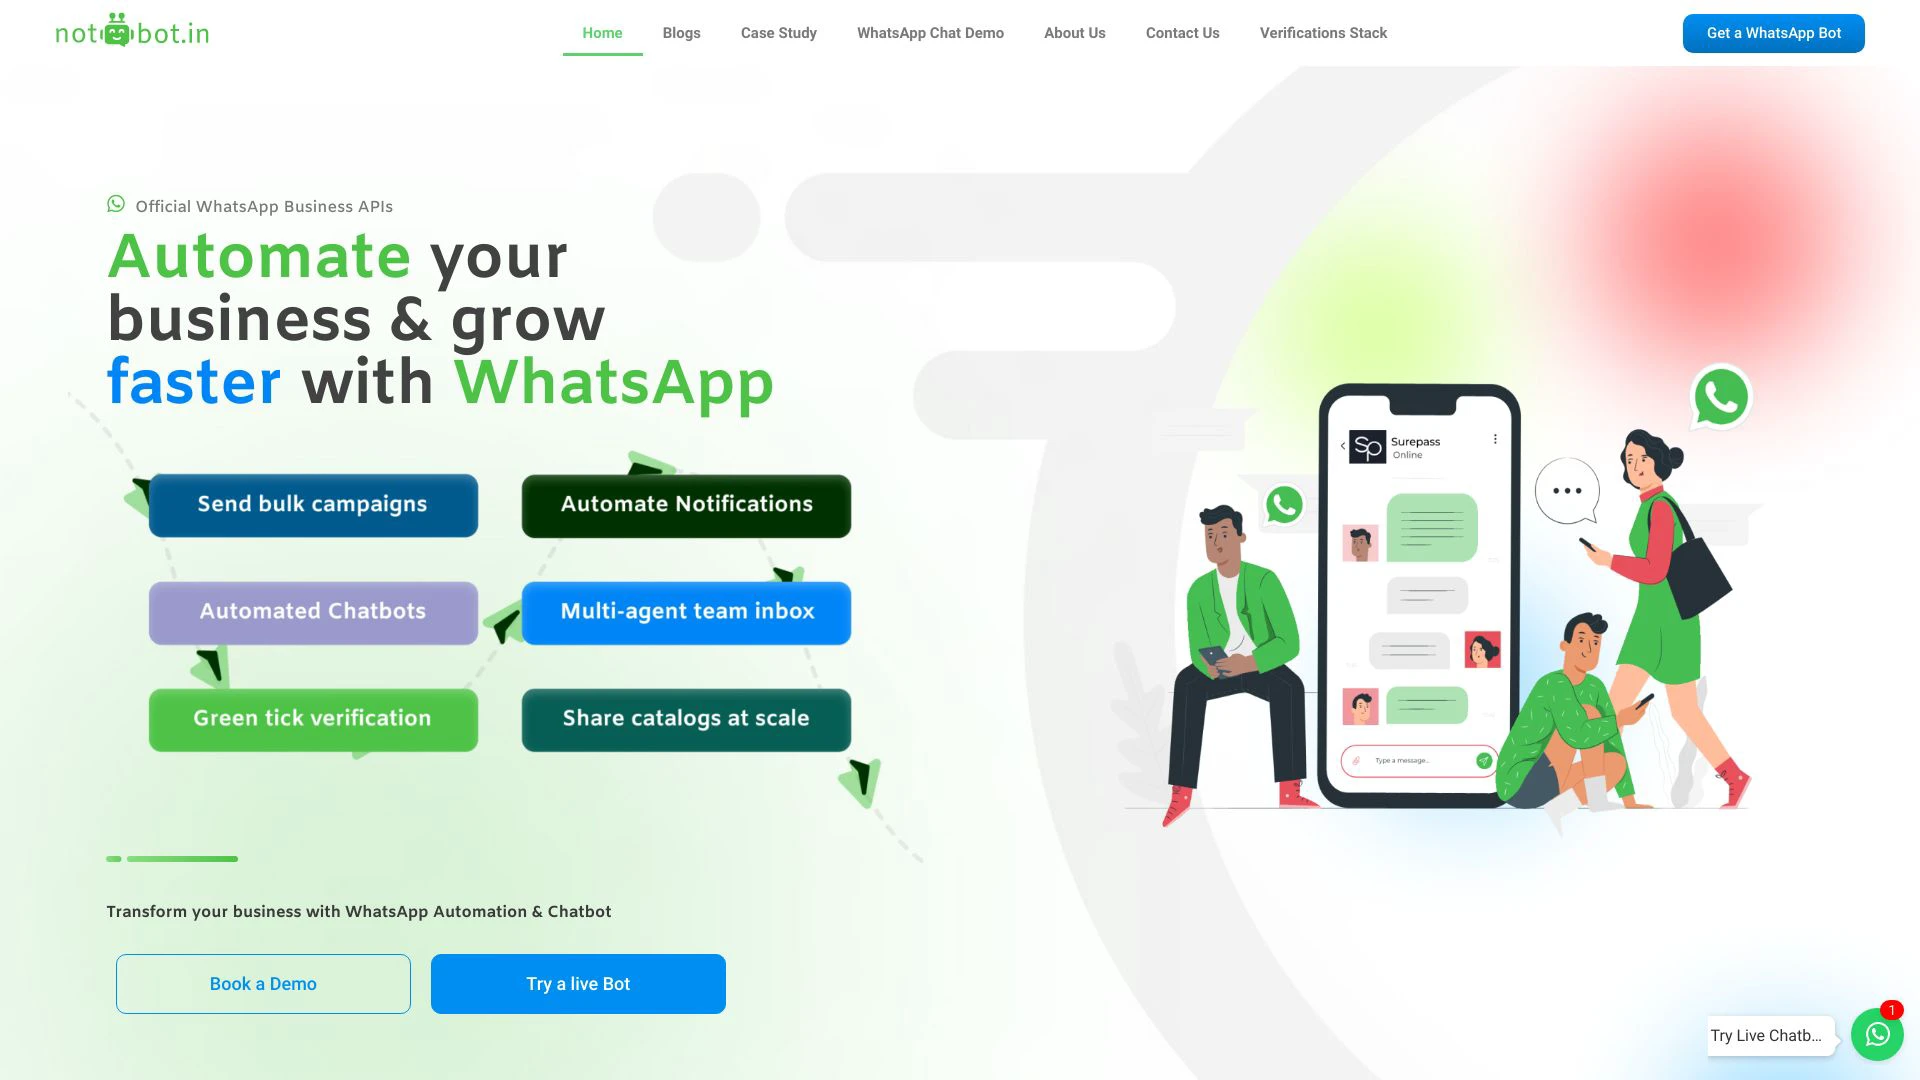 notbot.in
Home
Blogs
Case Study
WhatsApp Chat Demo
About Us
Contact Us
Verifications Stack
Get a WhatsApp Bot
Official WhatsApp Business APIs
Automate your
business & grow
faster with WhatsApp
Send bulk campaigns
Automate Notifications
Automated Chatbots
Multi-agent team inbox
Green tick verification
Share catalogs at scale
Transform your business with WhatsApp Automation & Chatbot
Book a Demo
Try a live Bot
Sp
Surepass
Online
Type a message...
Try Live Chatb...
1